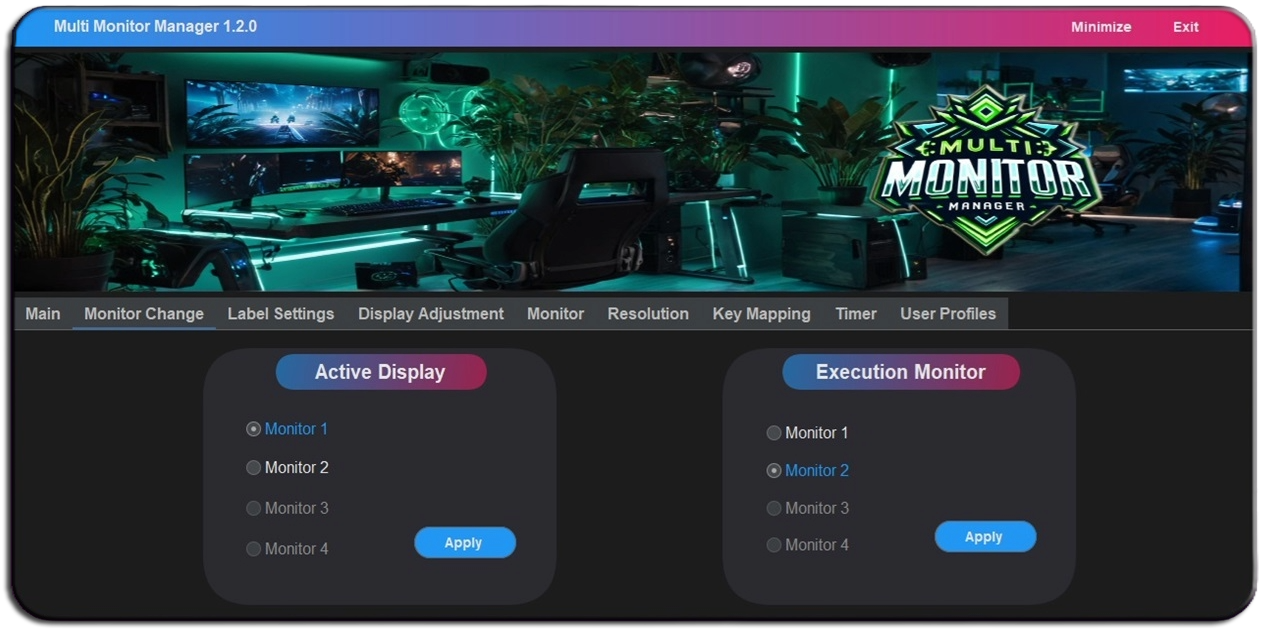 Multi Monitor Manager 1.2.0 Minimize Exit
MULTI
MONITOR
MANAGER
Main Monitor Change Label Settings Display Adjustment Monitor Resolution Key Mapping Timer User Profiles
Active Display
Monitor 1
Monitor 2
Monitor 3
Monitor 4
Apply
Execution Monitor
Monitor 1
Monitor 2
Monitor 3
Monitor 4
Apply